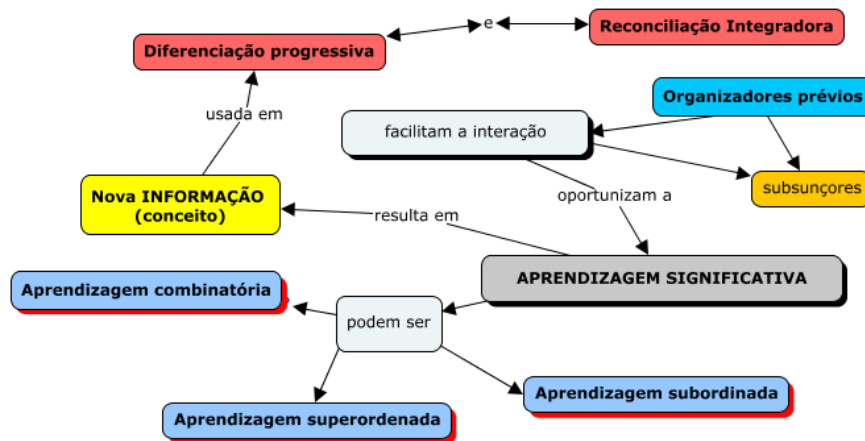 e
Reconciliação Integradora
Diferenciação progressiva
Organizadores prévios
usada em
facilitam a interação
subsunçores
Nova INFORMAÇÃO
(conceito)
oportunizam a
resulta em
APRENDIZAGEM SIGNIFICATIVA
Aprendizagem combinatória
podem ser
Aprendizagem subordinada
Aprendizagem superordenada